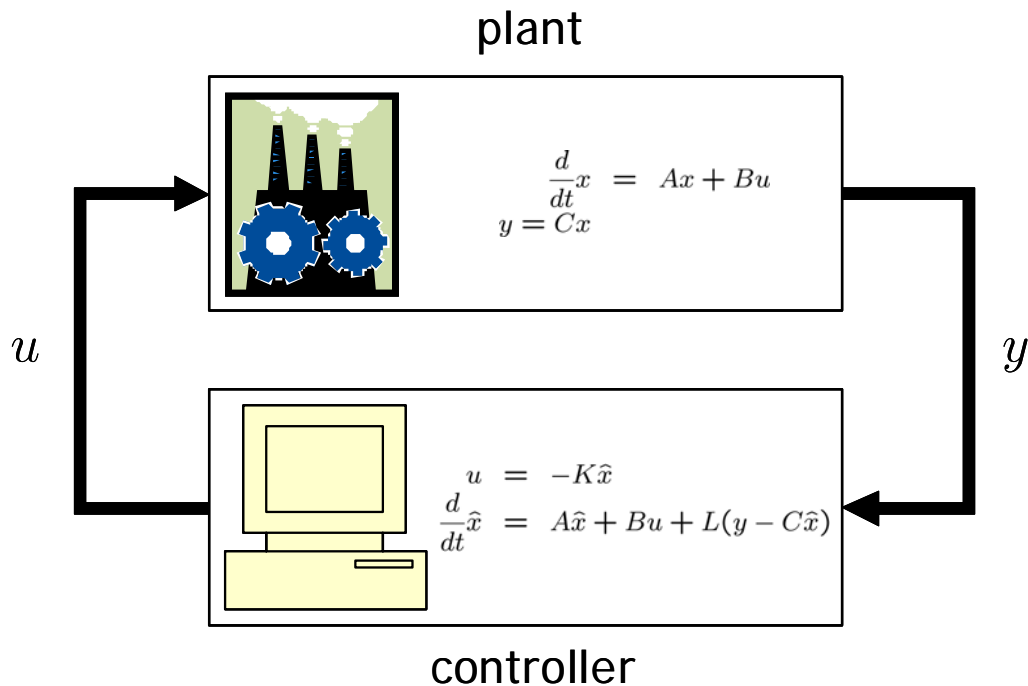 plant
d/dt x = Ax + Bu
y = Cx
u
y
u = −Kx̂
d/dt x̂ = Ax̂ + Bu + L(y − Cx̂)
controller